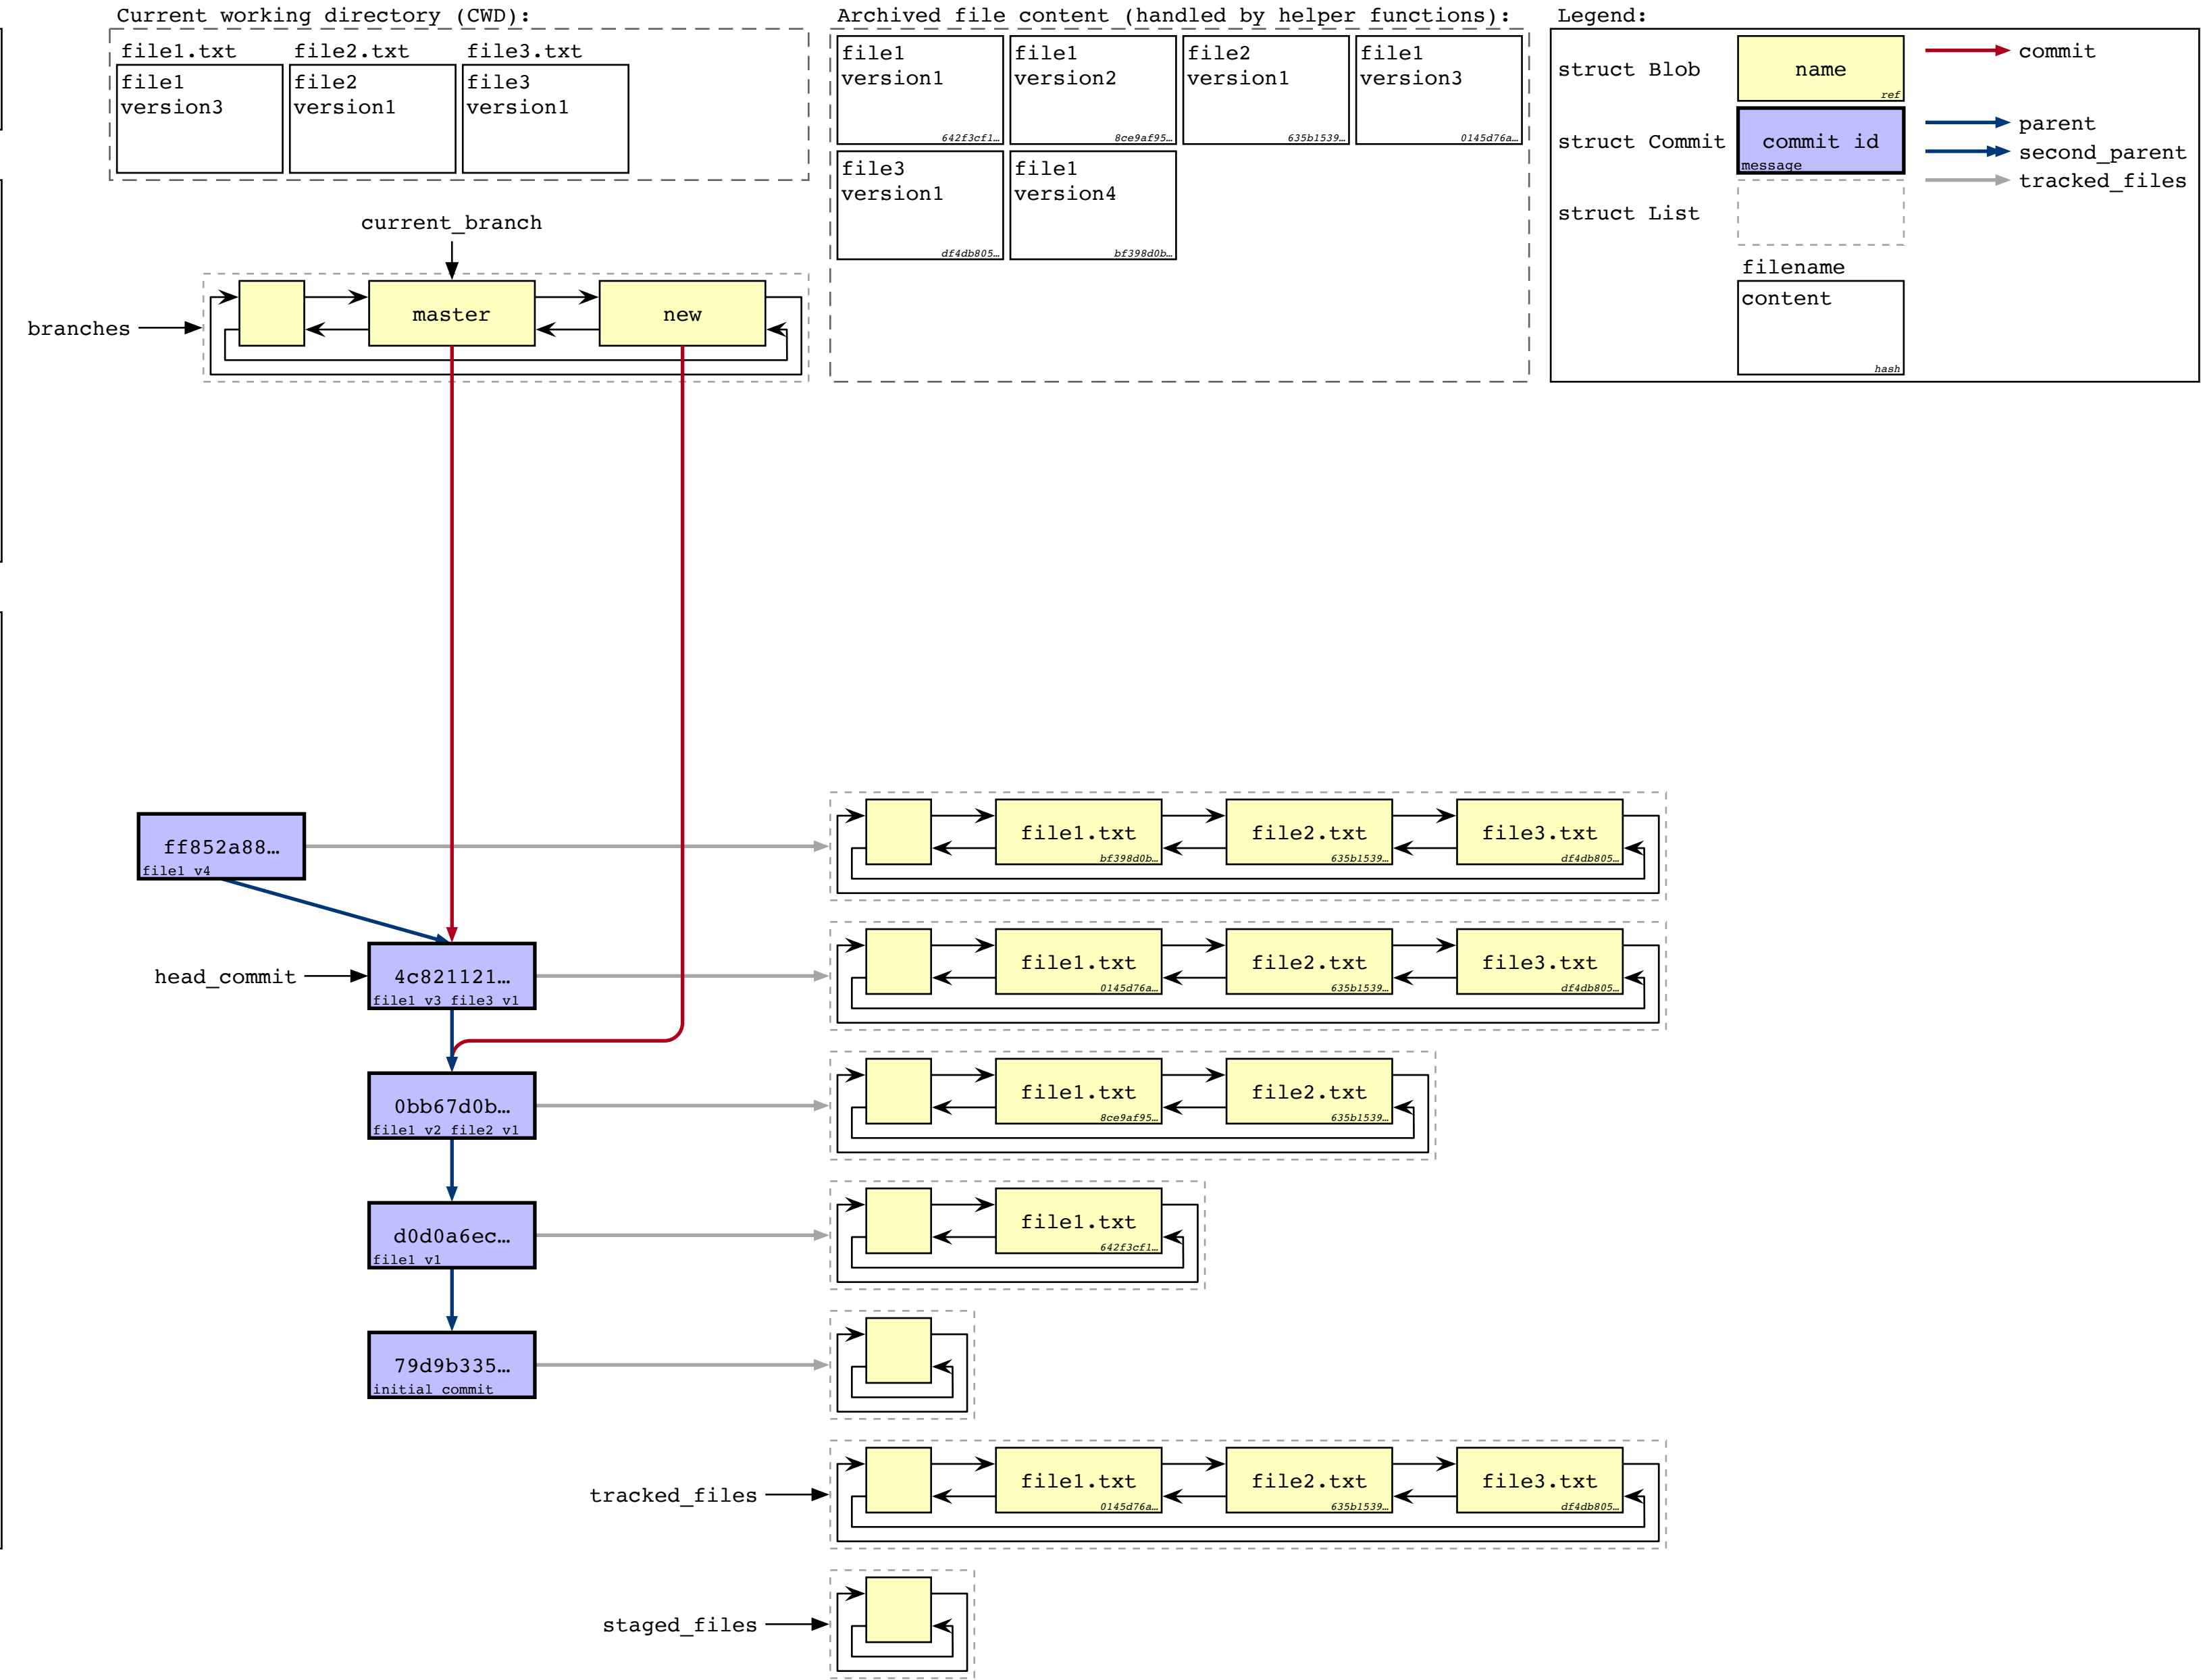 Current working directory (CWD):
file1.txt file2.txt file3.txt
file1
version3
file2
version1
file3
version1
Archived file content (handled by helper functions):
file1
version1
642f3cf1…
file1
version2
8ce9af95…
file2
version1
635b1539…
file1
version3
0145d76a…
file3
version1
df4db805…
file1
version4
bf398d0b…
Legend:
struct Blob
name
ref
struct Commit
commit id
message
struct List
filename
content
hash
commit
parent
second_parent
tracked_files
current_branch
branches
master
new
ff852a88…
file1 v4
file1.txt
bf398d0b…
file2.txt
635b1539…
file3.txt
df4db805…
head_commit
4c821121…
file1 v3 file3 v1
file1.txt
0145d76a…
file2.txt
635b1539…
file3.txt
df4db805…
0bb67d0b…
file1 v2 file2 v1
file1.txt
8ce9af95…
file2.txt
635b1539…
d0d0a6ec…
file1 v1
file1.txt
642f3cf1…
79d9b335…
initial commit
tracked_files
file1.txt
0145d76a…
file2.txt
635b1539…
file3.txt
df4db805…
staged_files